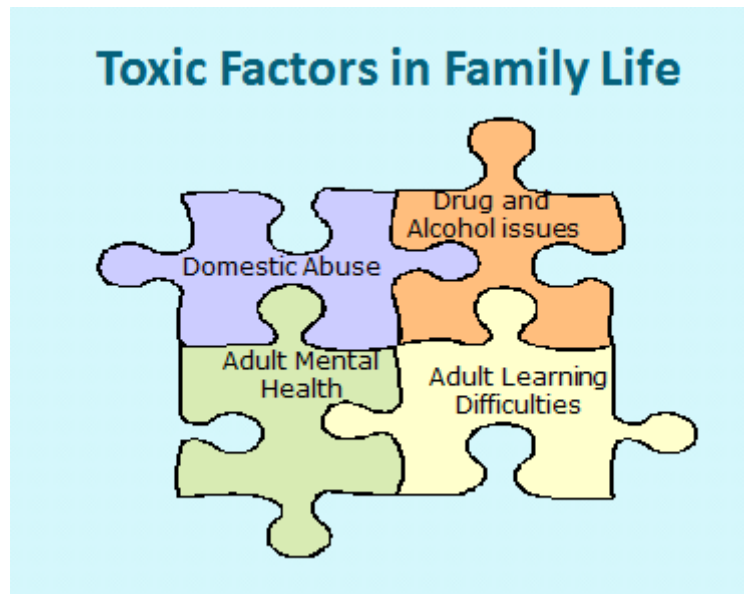 Toxic Factors in Family Life
Drug and
Alcohol issues
Domestic Abuse
Adult Mental
Health
Adult Learning
Difficulties